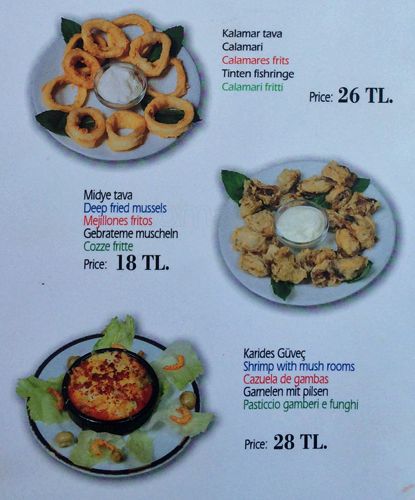 Kalamar tava
Calamari
Calamares frits
Tinten fishringe
Calamari fritti
Price: 26 TL.
Midye tava
Deep fried mussels
Mejillones fritos
Gebrateme muscheln
Cozze fritte
Price: 18 TL.
Karides Güveç
Shrimp with mush rooms
Cazuela de gambas
Garnelen mit pilsen
Pasticcio gamberi e funghi
Price: 28 TL.